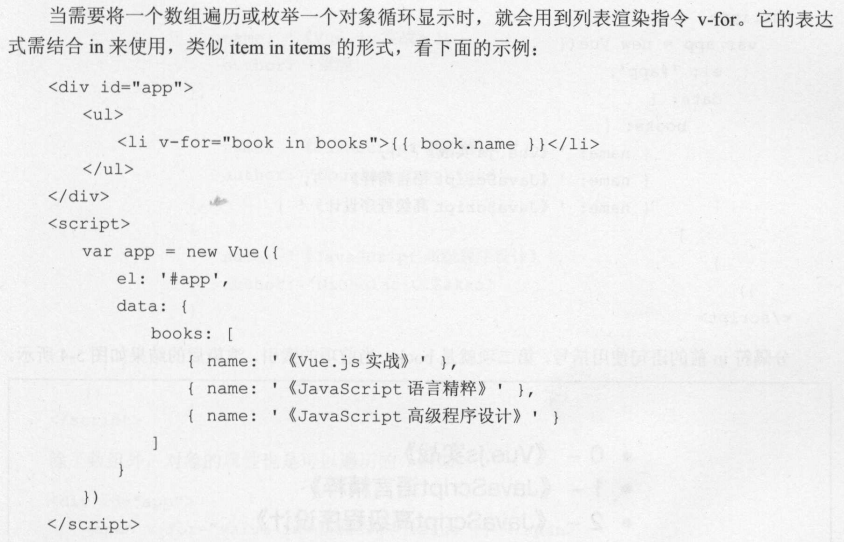 当需要将一个数组遍历或枚举一个对象循环显示时，就会用到列表渲染指令 v-for。它的表达
式需结合 in 来使用，类似 item in items 的形式，看下面的示例：
<div id="app">
<ul>
<li v-for="book in books">{{ book.name }}</li>
</ul>
</div>
<script>
var app = new Vue({
el: '#app',
data: {
books: [
{ name: '《Vue.js 实战》' },
{ name: '《JavaScript 语言精粹》' },
{ name: '《JavaScript 高级程序设计》' }
]
}
})
</script>